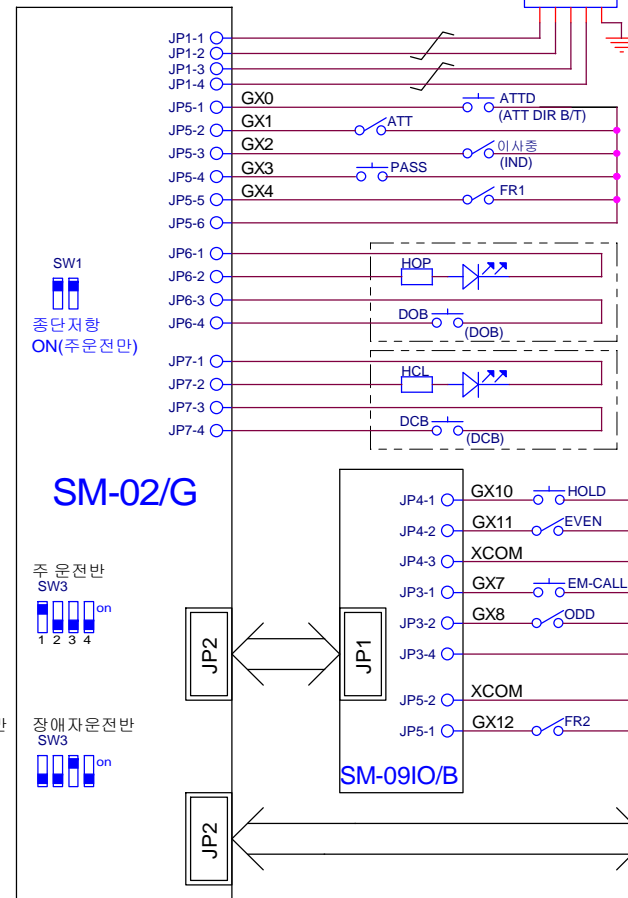 JP1-1
JP1-2
JP1-3
JP1-4
JP5-1 GX0 ATTD
(ATT DIR B/T)
JP5-2 GX1 ATT
JP5-3 GX2 이사중
(IND)
JP5-4 GX3 PASS
JP5-5 GX4 FR1
JP5-6
JP6-1
JP6-2 HOP
JP6-3
JP6-4 DOB
(DOB)
SW1
종단저항
ON(주운전만)
JP7-1
JP7-2 HCL
JP7-3
JP7-4 DCB
(DCB)
SM-02/G
JP4-1 GX10 HOLD
JP4-2 GX11 EVEN
JP4-3 XCOM
JP3-1 GX7 EM-CALL
JP3-2 GX8 ODD
JP3-4
JP5-2 XCOM
JP5-1 GX12 FR2
주 운전반
SW3
on
1 2 3 4
JP2
JP1
반
장애자운전반
SW3
on
SM-09IO/B
JP2